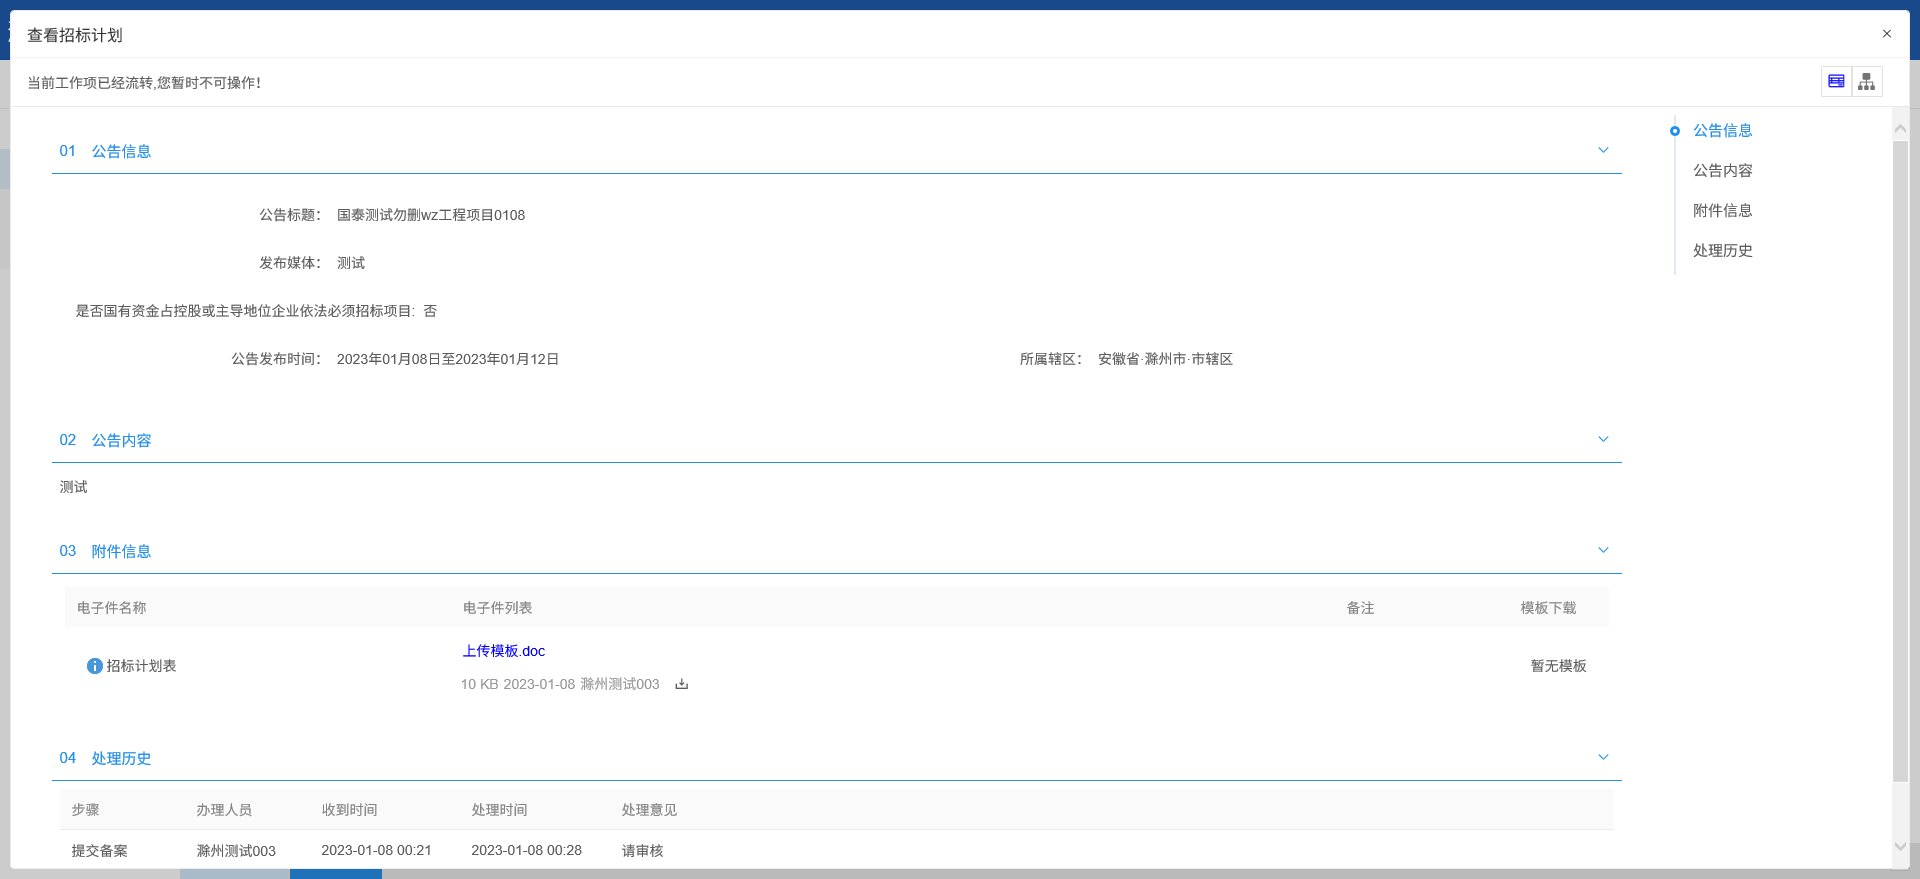 查看招标计划
当前工作项已经流转,您暂时不可操作!
01 公告信息
公告标题： 国泰测试勿删wz工程项目0108
发布媒体： 测试
是否国有资金占控股或主导地位企业依法必须招标项目: 否
公告发布时间： 2023年01月08日至2023年01月12日 所属辖区： 安徽省·滁州市·市辖区
02 公告内容
测试
03 附件信息
电子件名称 电子件列表 备注 模板下载
招标计划表 上传模板.doc 暂无模板
10 KB 2023-01-08 滁州测试003
04 处理历史
步骤 办理人员 收到时间 处理时间 处理意见
提交备案 滁州测试003 2023-01-08 00:21 2023-01-08 00:28 请审核
公告信息
公告内容
附件信息
处理历史